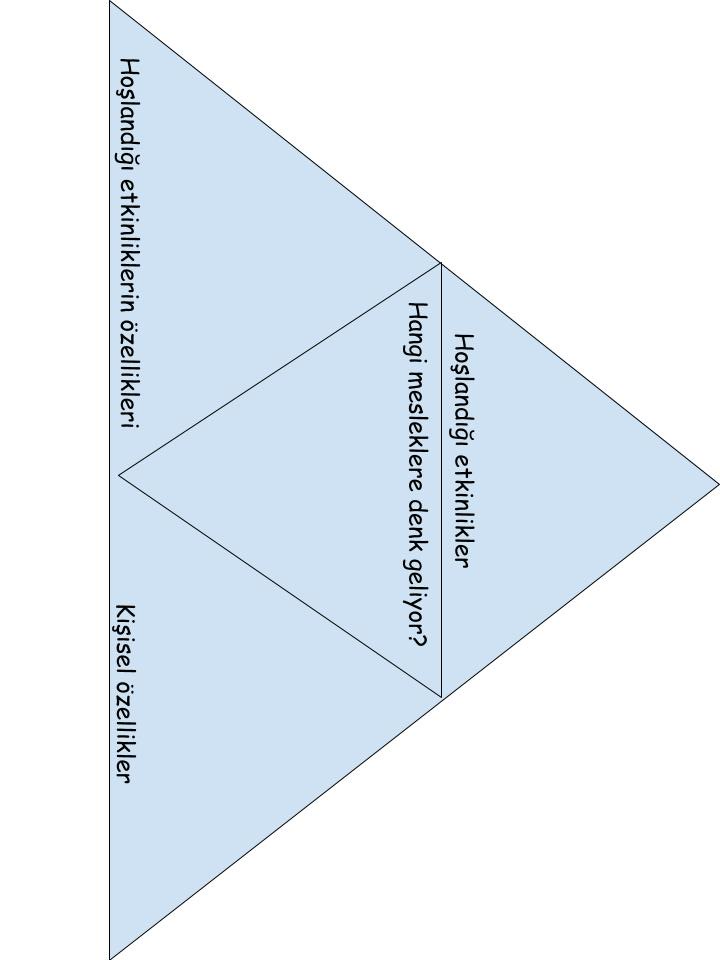 Hoşlandığı etkinlikler
Hangi mesleklere denk geliyor?
Hoşlandığı etkinliklerin özellikleri
Kişisel özellikler